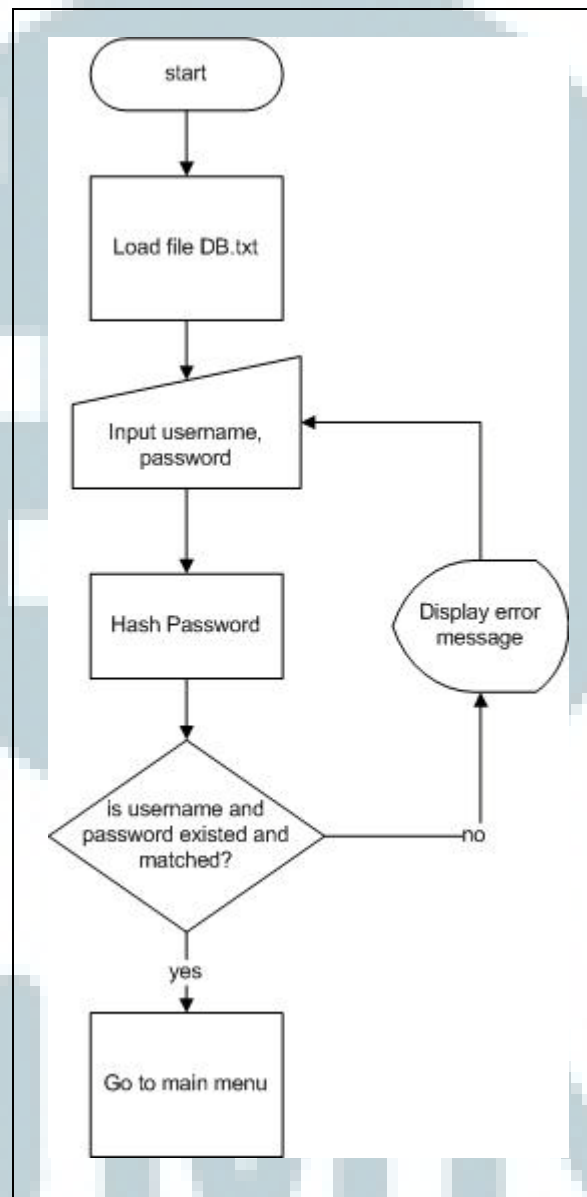 start
Load file DB.txt
Input username,
password
Hash Password
Display error
message
is username and
password existed and
matched?
no
yes
Go to main menu